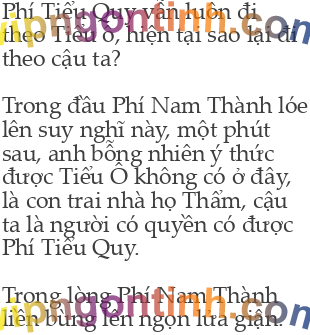 Phí Tiểu Quy vẫn luôn đi
theo Tiểu Ô, hiện tại sao lại đi
theo cậu ta?

Trong đầu Phí Nam Thành lóe
lên suy nghĩ này, một phút
sau, anh bỗng nhiên ý thức
được Tiểu Ô không có ở đây,
là con trai nhà họ Thẩm, cậu
ta là người có quyền có được
Phí Tiểu Quy.

Trong lòng Phí Nam Thành
liền bùng lên ngọn lửa giận.